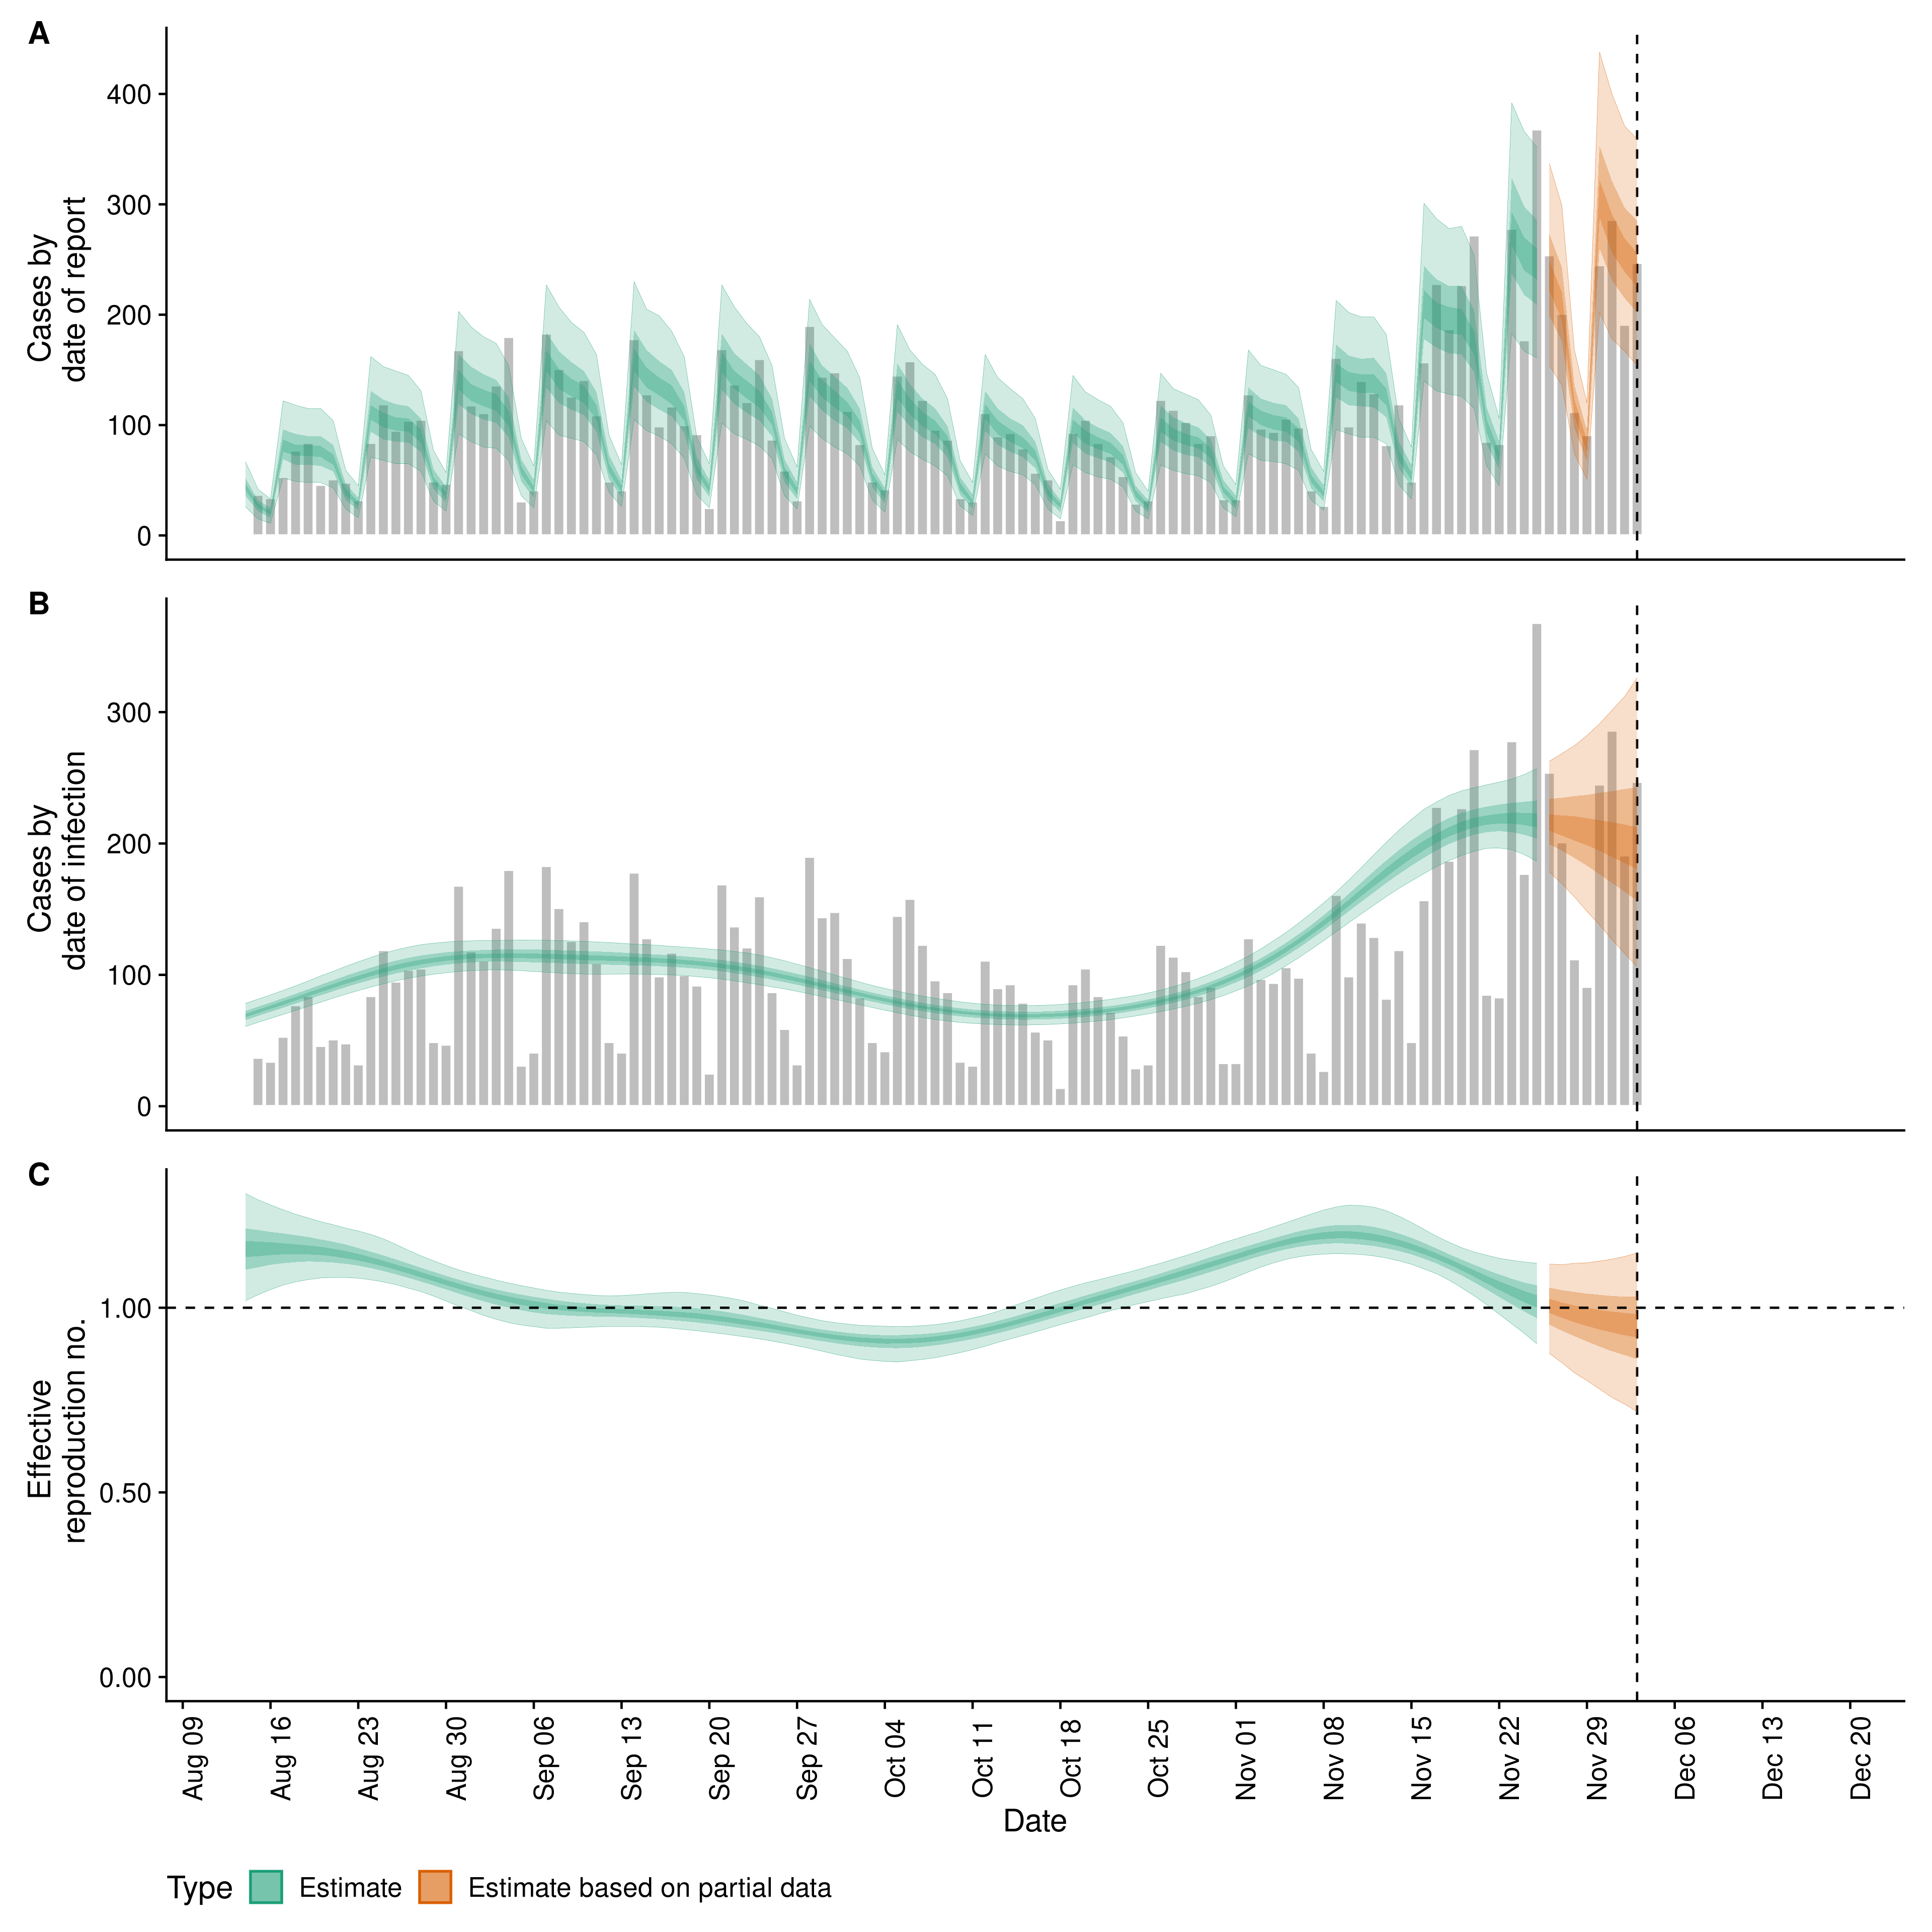 A
400
300
200
100
0
Cases by
date of report
B
300
200
100
0
Cases by
date of infection
C
1.00
0.50
0.00
Effective
reproduction no.
Aug 09
Aug 16
Aug 23
Aug 30
Sep 06
Sep 13
Sep 20
Sep 27
Oct 04
Oct 11
Oct 18
Oct 25
Nov 01
Nov 08
Nov 15
Nov 22
Nov 29
Dec 06
Dec 13
Dec 20
Date
Type Estimate Estimate based on partial data